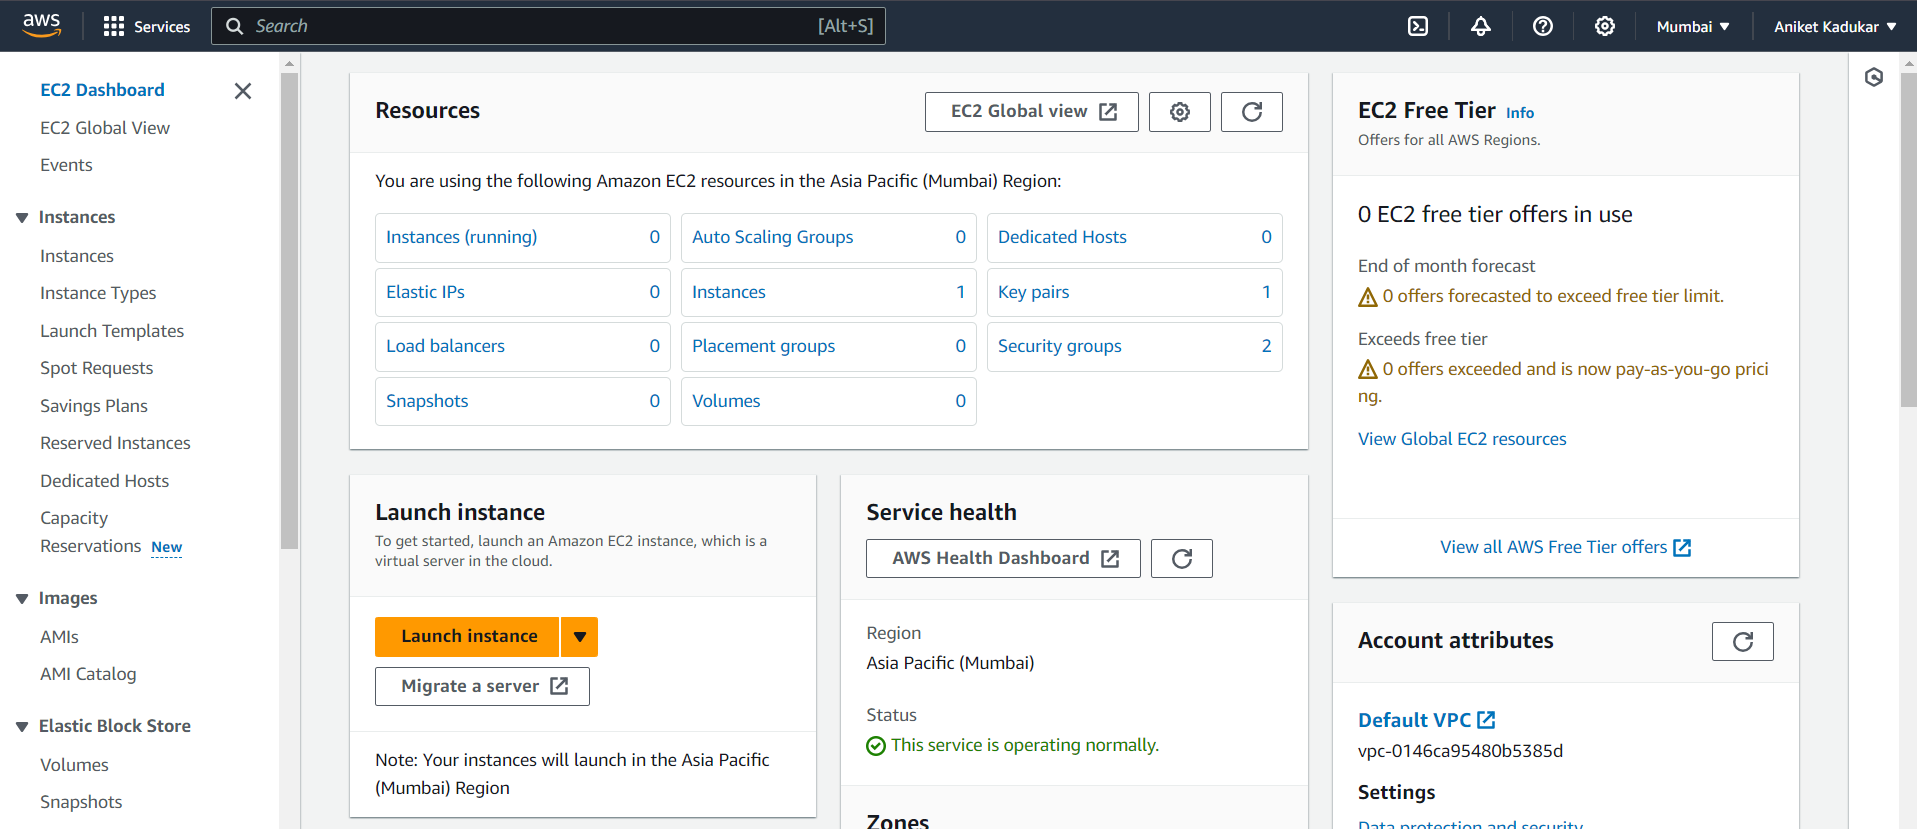 aws
Services
Search [Alt+S]
Mumbai
Aniket Kadukar
EC2 Dashboard
EC2 Global View
Events
Instances
Instances
Instance Types
Launch Templates
Spot Requests
Savings Plans
Reserved Instances
Dedicated Hosts
Capacity
Reservations New
Images
AMIs
AMI Catalog
Elastic Block Store
Volumes
Snapshots
Resources
EC2 Global view
You are using the following Amazon EC2 resources in the Asia Pacific (Mumbai) Region:
Instances (running) 0
Auto Scaling Groups 0
Dedicated Hosts 0
Elastic IPs 0
Instances 1
Key pairs 1
Load balancers 0
Placement groups 0
Security groups 2
Snapshots 0
Volumes 0
Launch instance
To get started, launch an Amazon EC2 instance, which is a
virtual server in the cloud.
Launch instance
Migrate a server
Note: Your instances will launch in the Asia Pacific
(Mumbai) Region
Service health
AWS Health Dashboard
Region
Asia Pacific (Mumbai)
Status
This service is operating normally.
Zones
EC2 Free Tier Info
Offers for all AWS Regions.
0 EC2 free tier offers in use
End of month forecast
0 offers forecasted to exceed free tier limit.
Exceeds free tier
0 offers exceeded and is now pay-as-you-go prici
ng.
View Global EC2 resources
View all AWS Free Tier offers
Account attributes
Default VPC
vpc-0146ca95480b5385d
Settings
Data protection and security